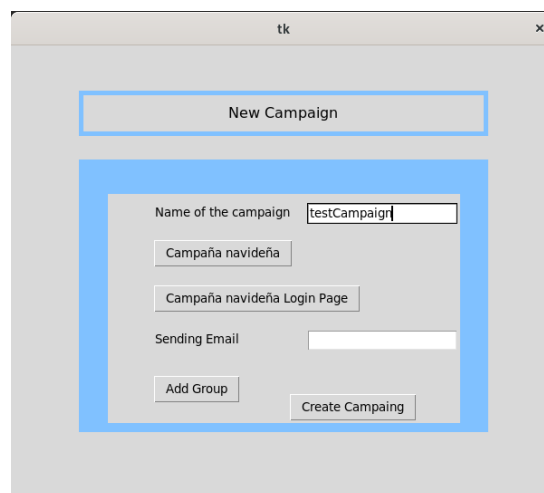 tk
×
New Campaign
Name of the campaign testCampaign
Campaña navideña
Campaña navideña Login Page
Sending Email
Add Group
Create Campaing